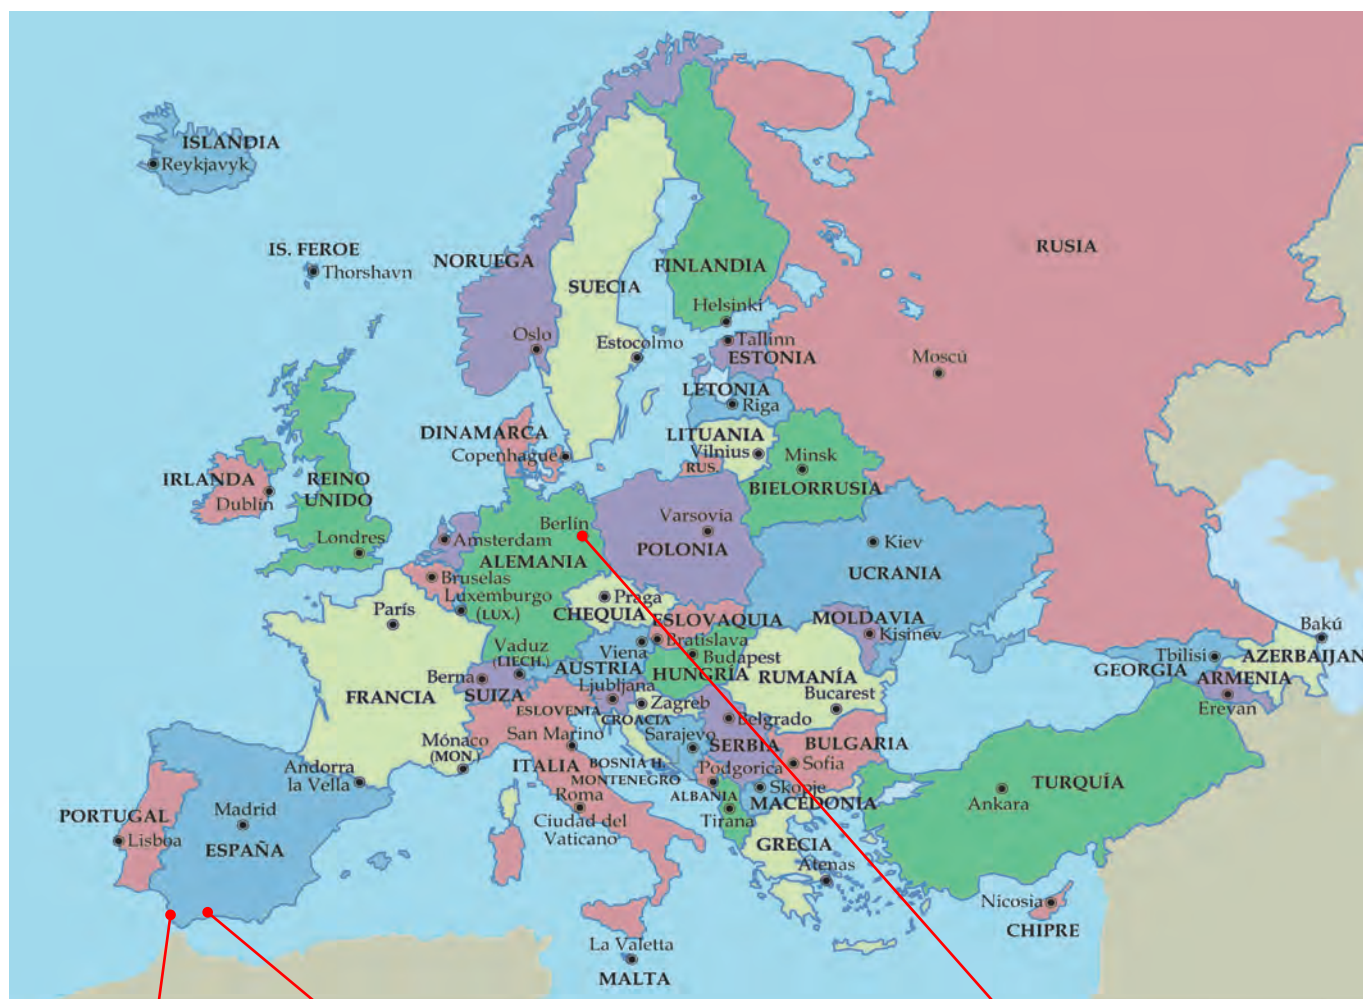 ISLANDIA
Reykjavyk
IS. FEROE
Thorshavn
NORUEGA
SUECIA
FINLANDIA
RUSIA
Helsinki
Oslo
Estocolmo
Tallinn
ESTONIA
Moscú
LETONIA
Riga
DINAMARCA
Copenhague
LITUANIA
Vilnius
RUS.
Minsk
BIELORRUSIA
IRLANDA
Dublín
REINO
UNIDO
Londres
Amsterdam
Berlín
ALEMANIA
Varsovia
POLONIA
Kiev
UCRANIA
Bruselas
Luxemburgo
(LUX.)
París
Praga
CHEQUIA
ESLOVAQUIA
Bratislava
MOLDAVIA
Kisinev
Vaduz
(LIECH.)
Viena
AUSTRIA
Budapest
HUNGRÍA
RUMANÍA
Bucarest
Bakú
Tbilisi
GEORGIA
AZERBAIJAN
ARMENIA
Erevan
FRANCIA
Berna
SUIZA
Ljubljana
ESLOVENIA
Zagreb
CROACIA
Belgrado
SERBIA
San Marino
Sarajevo
BOSNIA H.
MONTENEGRO
Podgorica
BULGARIA
Sofia
Mónaco
(MON.)
ITALIA
Roma
Ciudad del
Vaticano
ALBANIA
Tirana
Skopje
MACEDONIA
TURQUÍA
Ankara
Andorra
la Vella
PORTUGAL
Lisboa
Madrid
ESPAÑA
GRECIA
Atenas
Nicosia
CHIPRE
La Valetta
MALTA